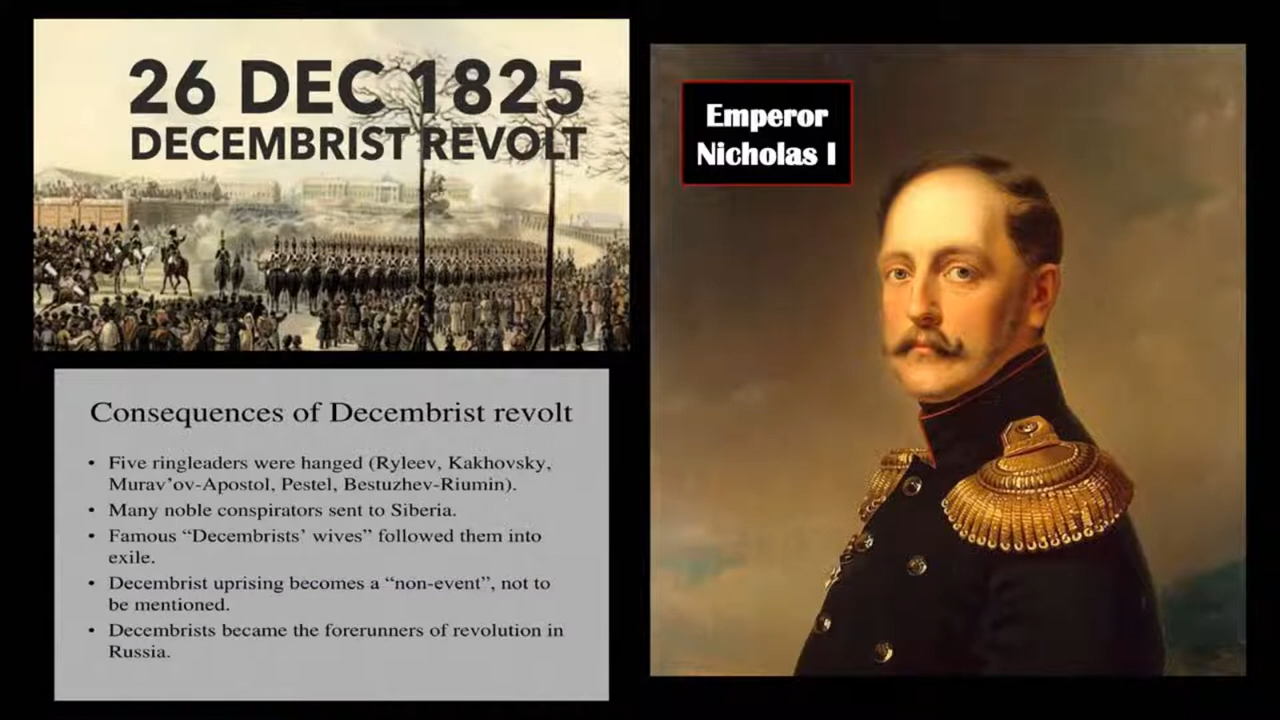 26 DEC 1825
DECEMBRIST REVOLT
Emperor
Nicholas I
Consequences of Decembrist revolt
• Five ringleaders were hanged (Ryleev, Kakhovsky,
Murav'ov-Apostol, Pestel, Bestuzhev-Riumin).
• Many noble conspirators sent to Siberia.
• Famous “Decembrists' wives” followed them into
exile.
• Decembrist uprising becomes a “non-event”, not to
be mentioned.
• Decembrists became the forerunners of revolution in
Russia.